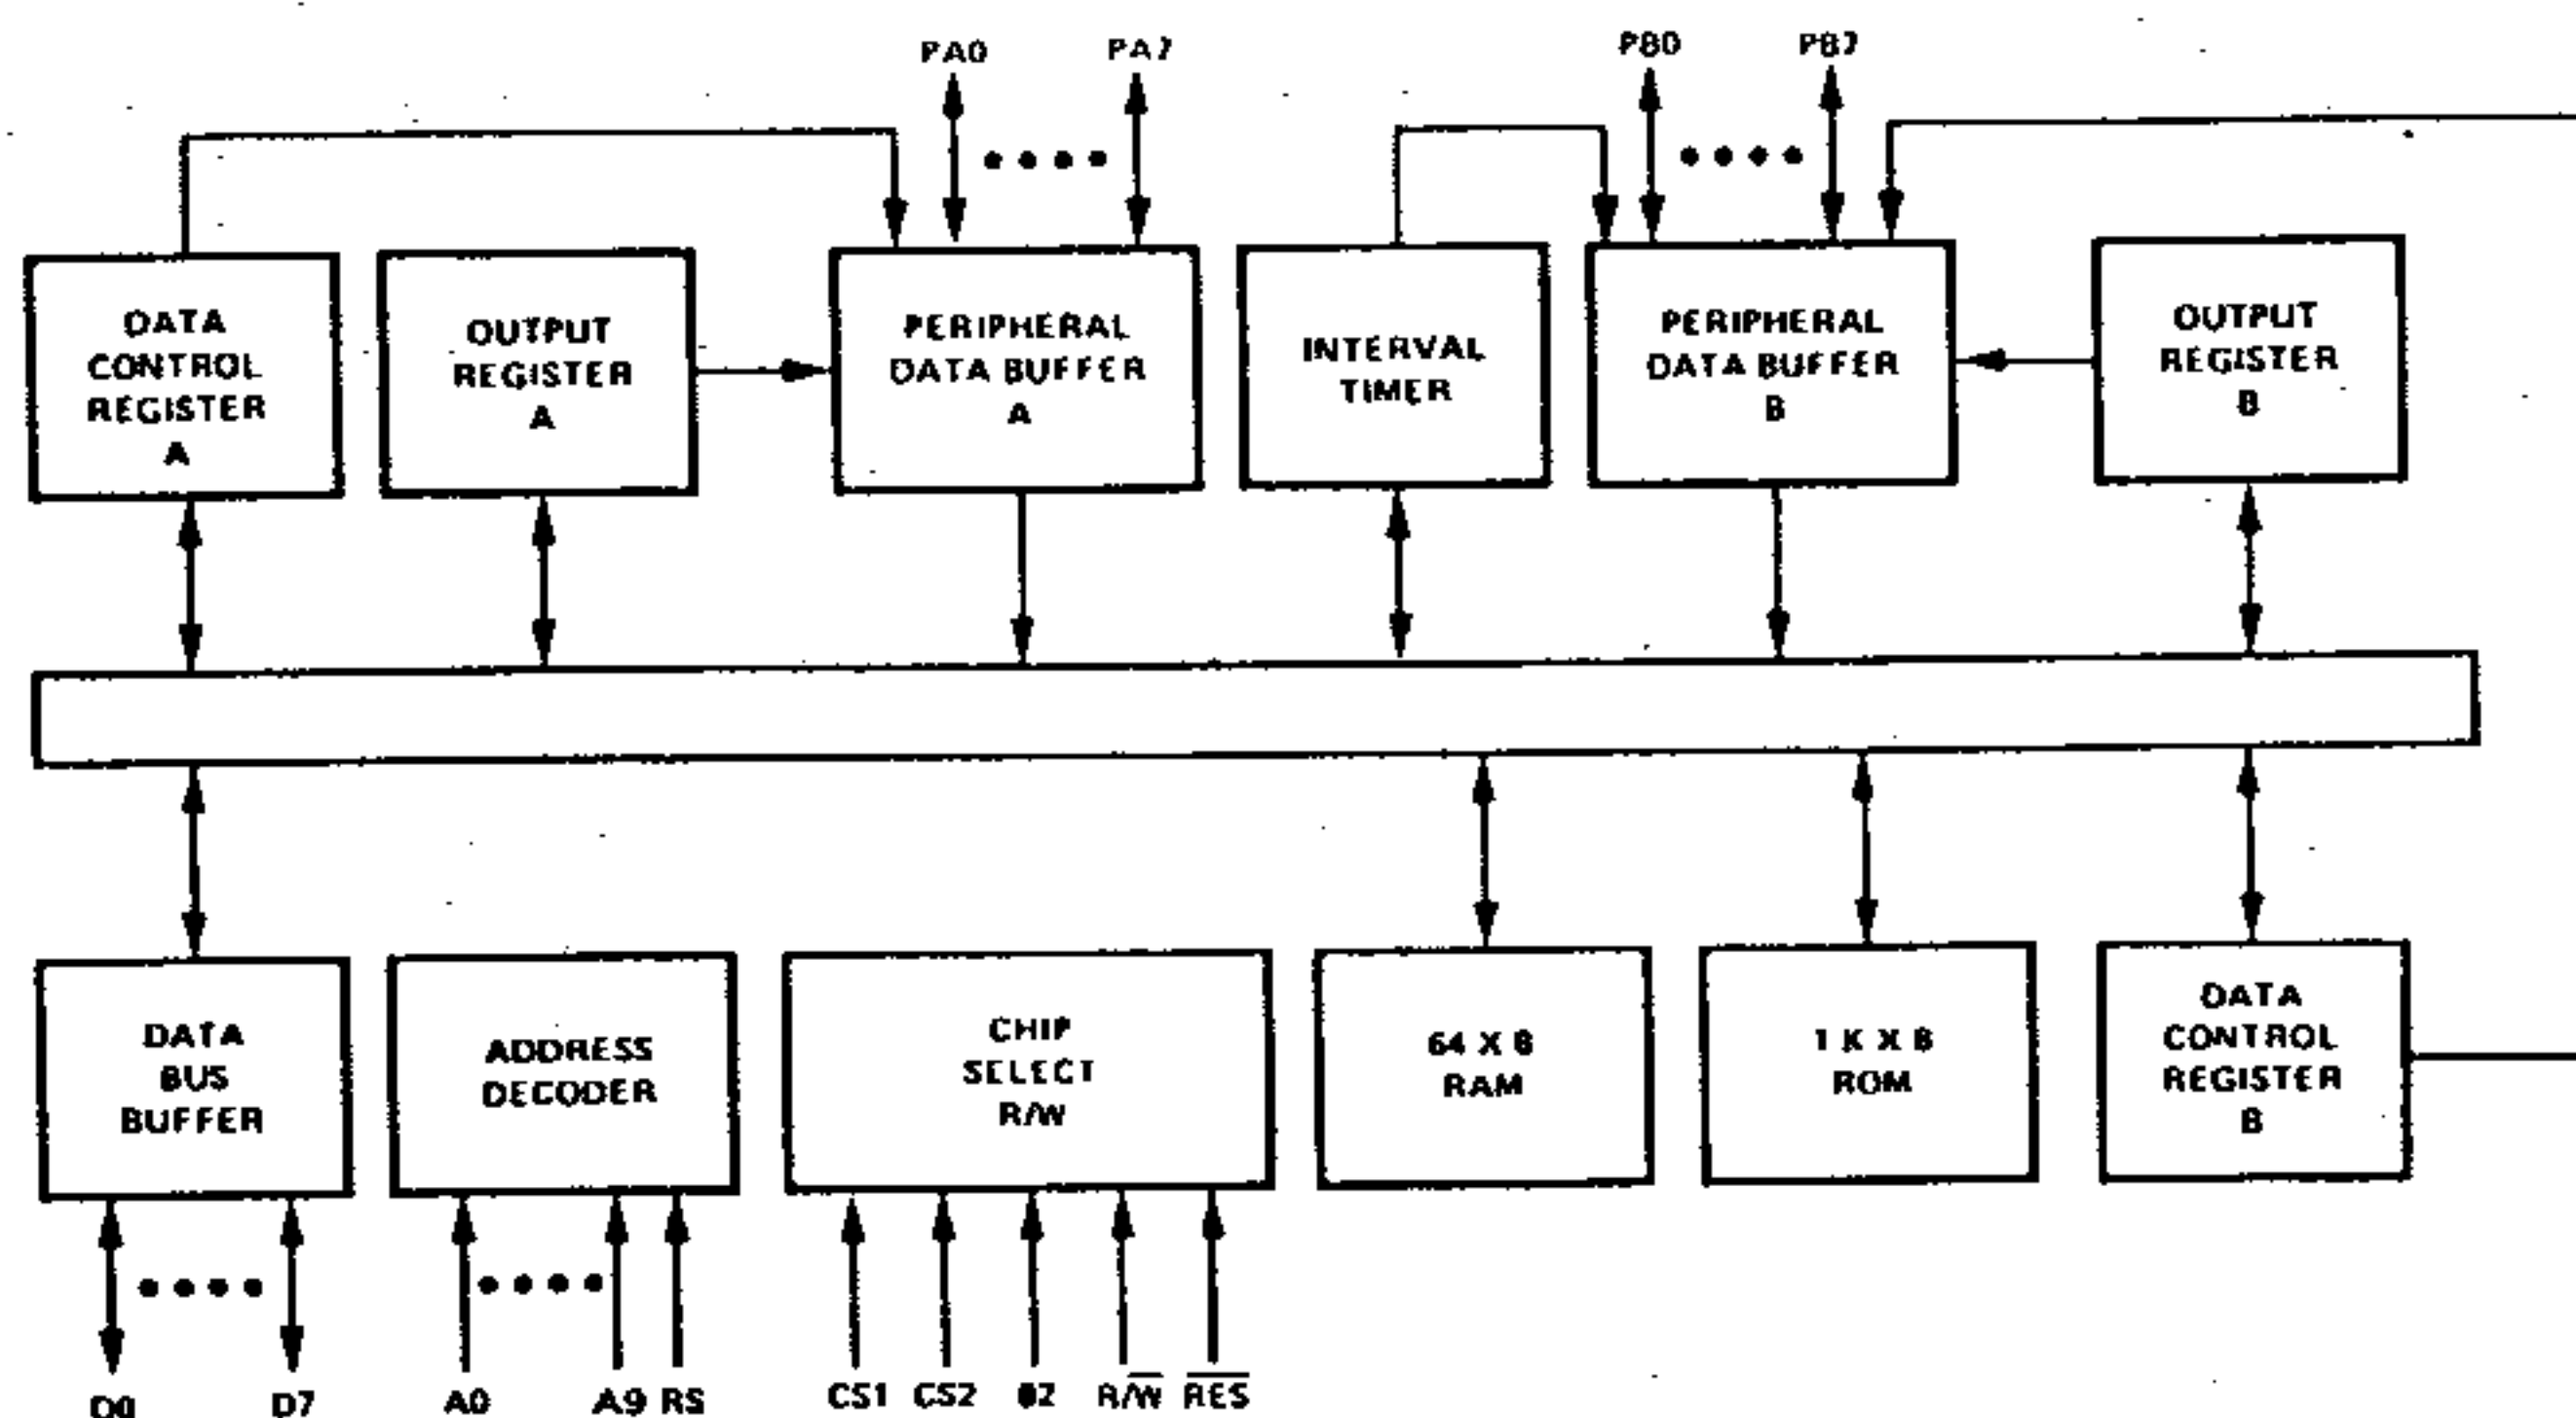 PA0 PA7 PB0 PB7
DATA
CONTROL
REGISTER
A
OUTPUT
REGISTER
A
PERIPHERAL
DATA BUFFER
A
INTERVAL
TIMER
PERIPHERAL
DATA BUFFER
B
OUTPUT
REGISTER
B
DATA
BUS
BUFFER
ADDRESS
DECODER
CHIP
SELECT
R/W
64 X 8
RAM
1 K X 8
ROM
DATA
CONTROL
REGISTER
B
D0 D7 A0 A9 RS CS1 CS2 Ø2 R/W̅ R̅E̅S̅